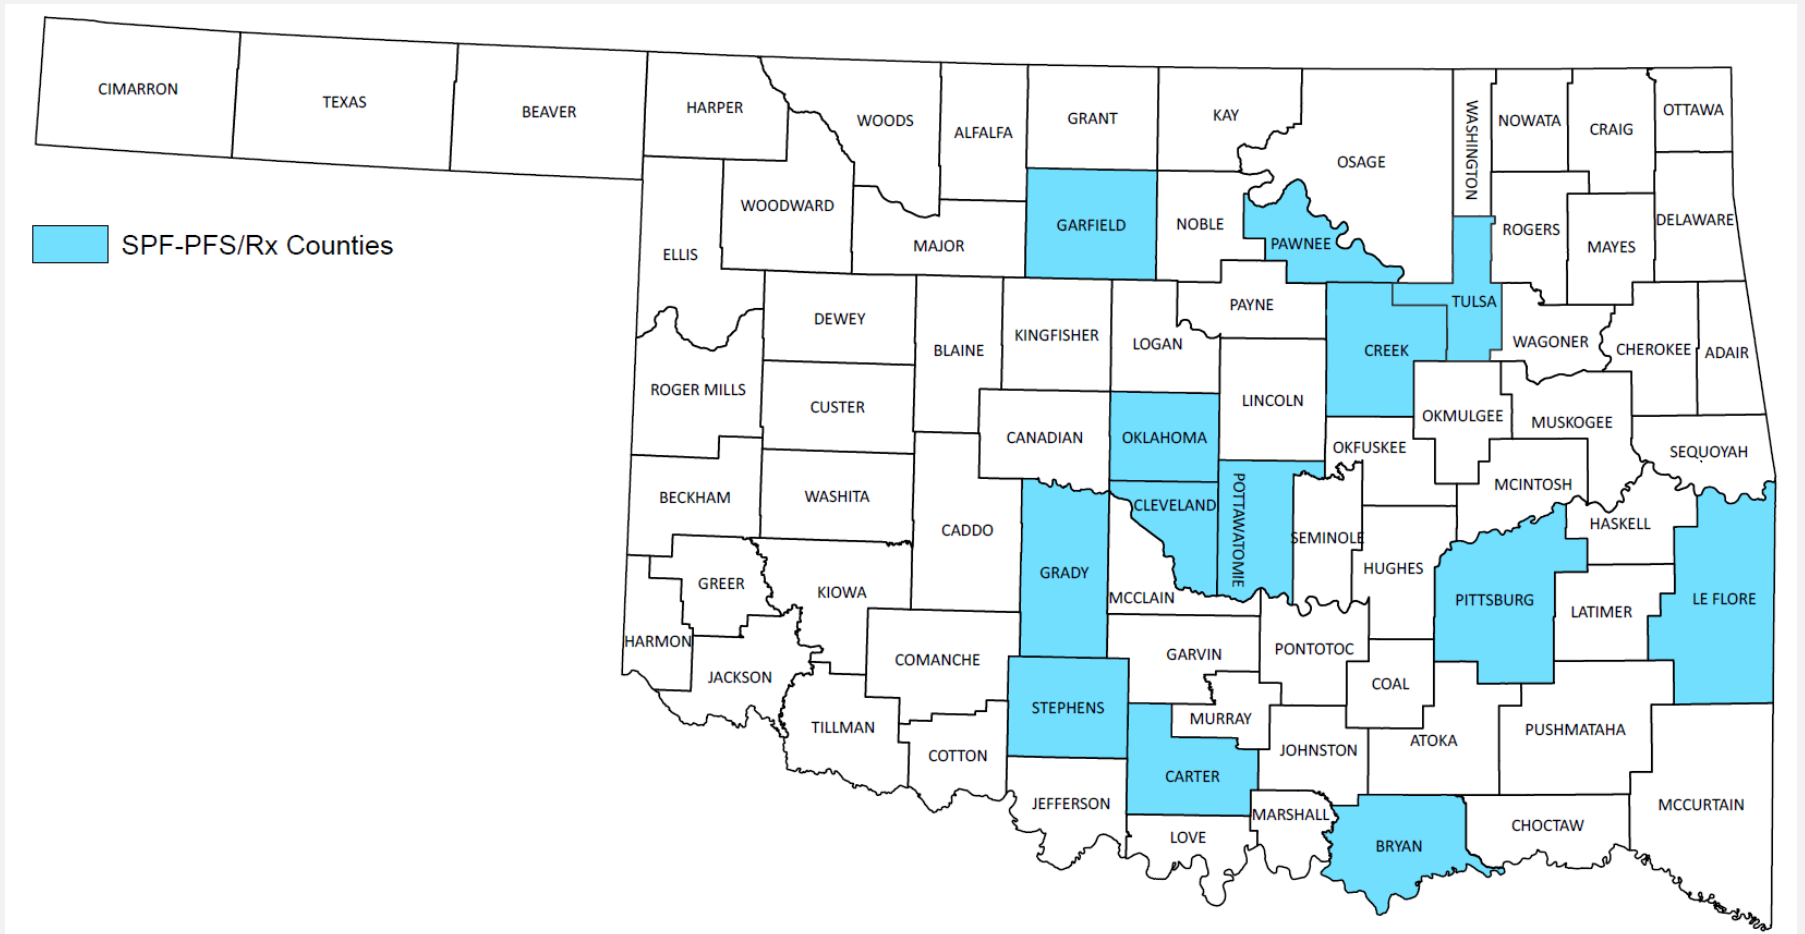 CIMARRON
TEXAS
BEAVER
HARPER
WOODS
ALFALFA
GRANT
KAY
OSAGE
WASHINGTON
NOWATA
CRAIG
OTTAWA
WOODWARD
MAJOR
GARFIELD
NOBLE
PAWNEE
ROGERS
MAYES
DELAWARE
SPF-PFS/Rx Counties
ELLIS
DEWEY
BLAINE
KINGFISHER
LOGAN
PAYNE
CREEK
TULSA
WAGONER
CHEROKEE
ADAIR
ROGER MILLS
CUSTER
CANADIAN
OKLAHOMA
LINCOLN
OKFUSKEE
OKMULGEE
MUSKOGEE
SEQUOYAH
BECKHAM
WASHITA
CADDO
GRADY
CLEVELAND
POTTAWATOMIE
SEMINOLE
HUGHES
MCINTOSH
HASKELL
GREER
KIOWA
MCCLAIN
PITTSBURG
LATIMER
LE FLORE
HARMON
JACKSON
COMANCHE
GARVIN
PONTOTOC
COAL
TILLMAN
COTTON
STEPHENS
MURRAY
JOHNSTON
ATOKA
PUSHMATAHA
JEFFERSON
CARTER
LOVE
MARSHALL
BRYAN
CHOCTAW
MCCURTAIN